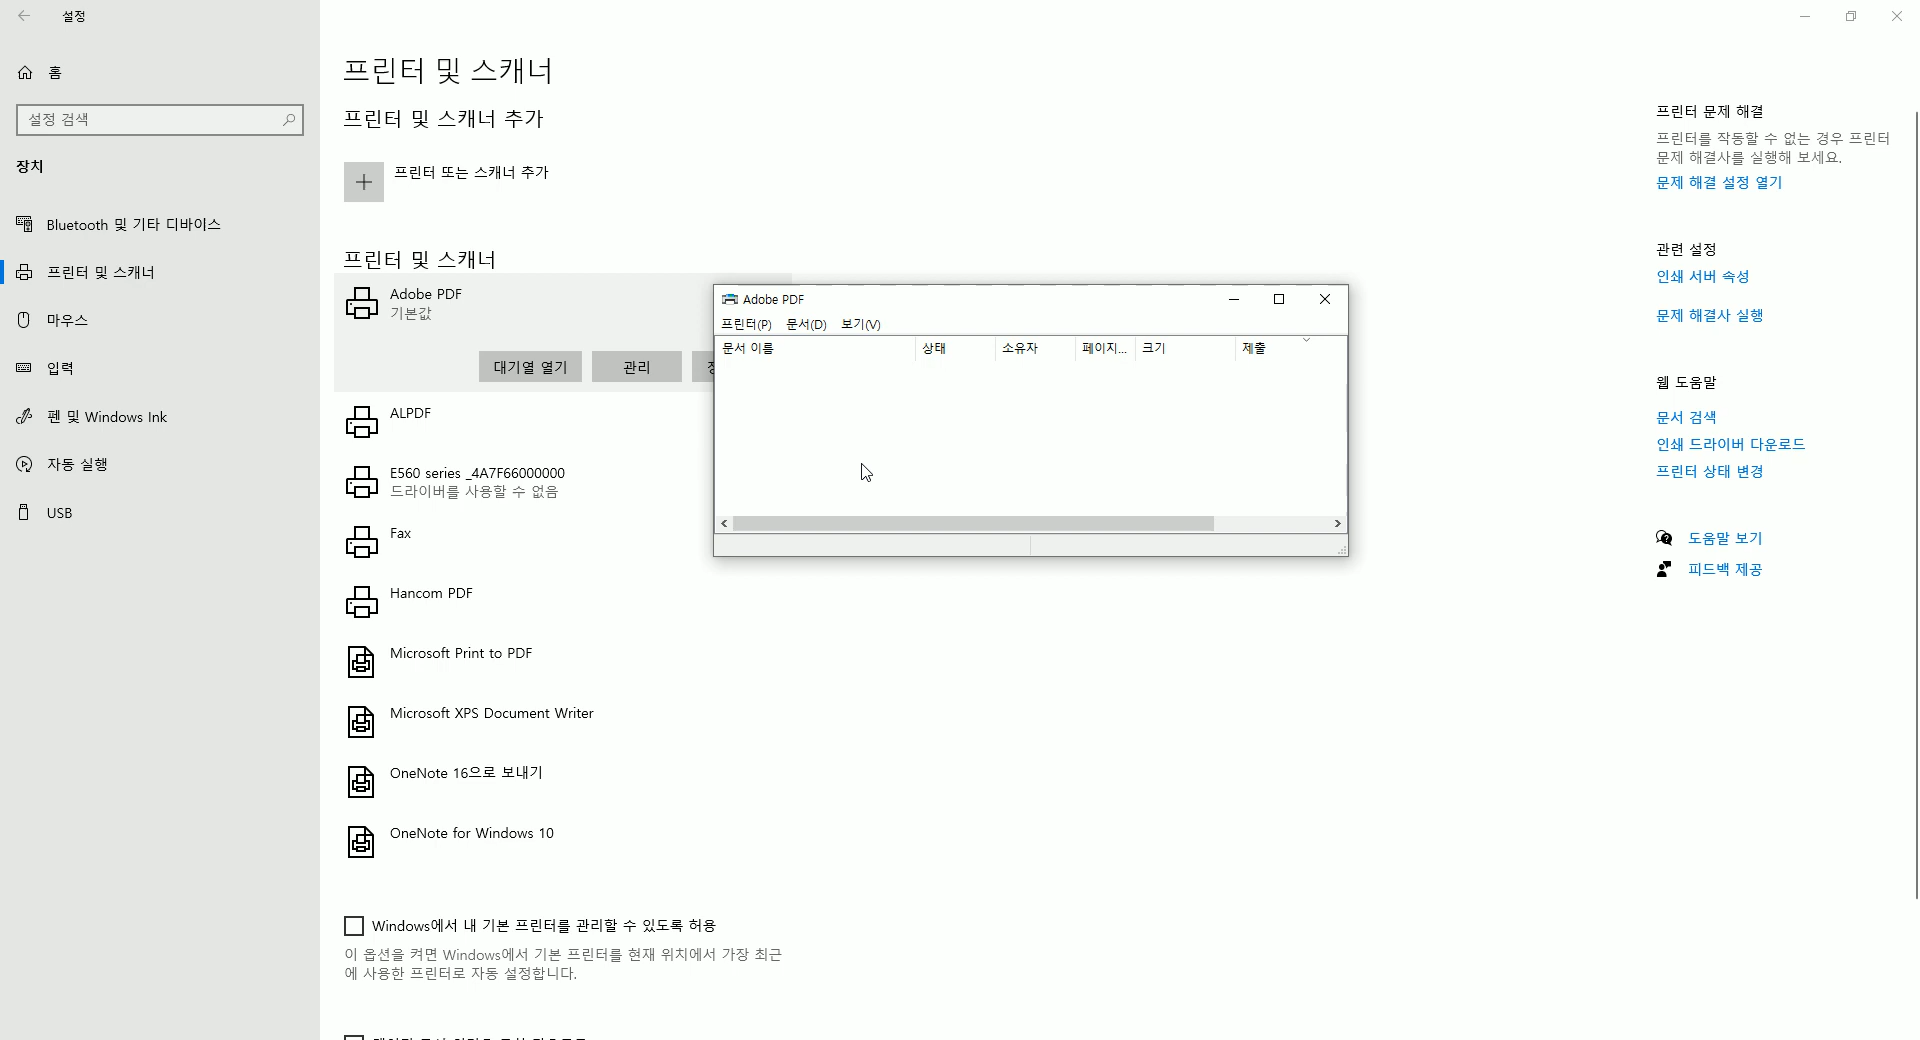 설정
홈
설정 검색
장치
Bluetooth 및 기타 디바이스
프린터 및 스캐너
마우스
입력
펜 및 Windows Ink
자동 실행
USB
프린터 및 스캐너
프린터 및 스캐너 추가
프린터 또는 스캐너 추가
프린터 및 스캐너
Adobe PDF
기본값
대기열 열기
관리
ALPDF
E560 series _4A7F66000000
드라이버를 사용할 수 없음
Fax
Hancom PDF
Microsoft Print to PDF
Microsoft XPS Document Writer
OneNote 16으로 보내기
OneNote for Windows 10
Windows에서 내 기본 프린터를 관리할 수 있도록 허용
이 옵션을 켜면 Windows에서 기본 프린터를 현재 위치에서 가장 최근
에 사용한 프린터로 자동 설정합니다.
Adobe PDF
프린터(P) 문서(D) 보기(V)
문서 이름 상태 소유자 페이지... 크기 제출
프린터 문제 해결
프린터를 작동할 수 없는 경우 프린터
문제 해결사를 실행해 보세요.
문제 해결 설정 열기
관련 설정
인쇄 서버 속성
문제 해결사 실행
웹 도움말
문서 검색
인쇄 드라이버 다운로드
프린터 상태 변경
도움말 보기
피드백 제공